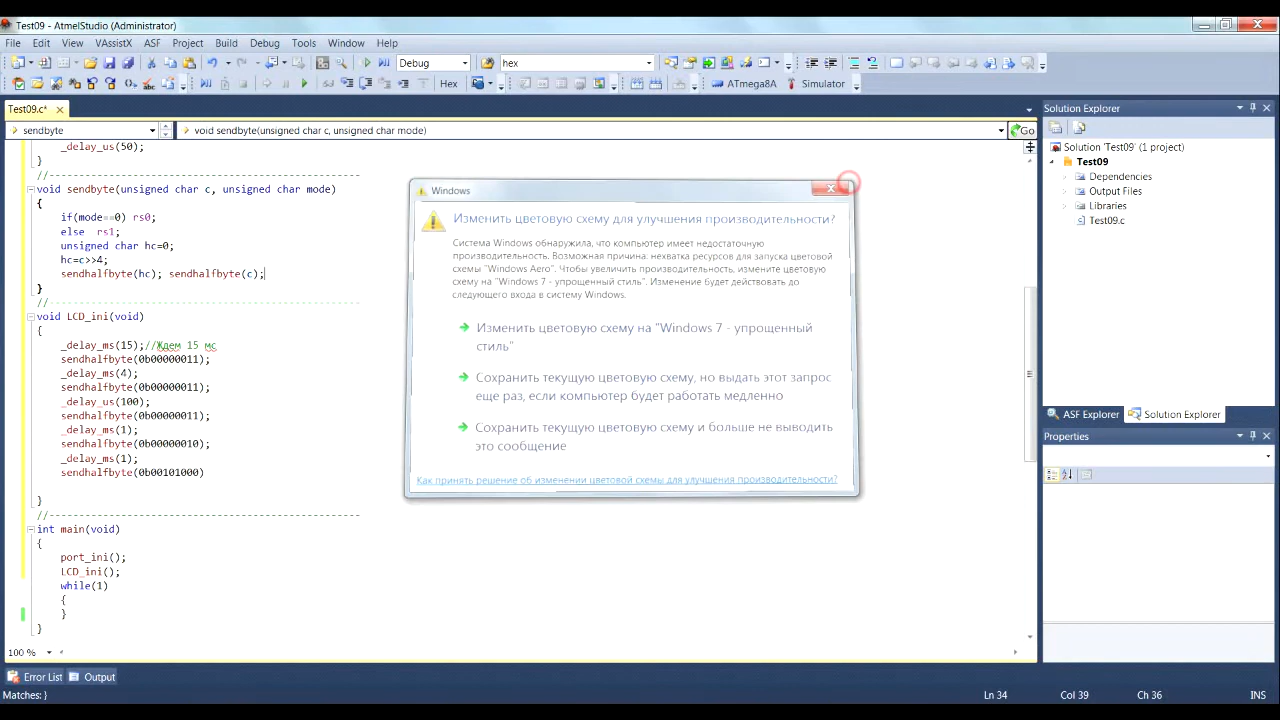 Test09 - AtmelStudio (Administrator)
File Edit View VAssistX ASF Project Build Debug Tools Window Help
Debug hex
Hex ATmega8A Simulator
Test09.c*
sendbyte void sendbyte(unsigned char c, unsigned char mode) Go
_delay_us(50);
}
//---------------------------------------------------
void sendbyte(unsigned char c, unsigned char mode)
{
if(mode==0) rs0;
else rs1;
unsigned char hc=0;
hc=c>>4;
sendhalfbyte(hc); sendhalfbyte(c);
}
//---------------------------------------------------
void LCD_ini(void)
{
_delay_ms(15);//Ждем 15 мс
sendhalfbyte(0b00000011);
_delay_ms(4);
sendhalfbyte(0b00000011);
_delay_us(100);
sendhalfbyte(0b00000011);
_delay_ms(1);
sendhalfbyte(0b00000010);
_delay_ms(1);
sendhalfbyte(0b00101000)
}
//---------------------------------------------------
int main(void)
{
port_ini();
LCD_ini();
while(1)
{
}
}
100 %
Windows
Изменить цветовую схему для улучшения производительности?
Система Windows обнаружила, что компьютер имеет недостаточную
производительность. Возможная причина: нехватка ресурсов для запуска цветовой
схемы "Windows Aero". Чтобы увеличить производительность, измените цветовую
схему на "Windows 7 - упрощенный стиль". Изменение будет действовать до
следующего входа в систему Windows.
Изменить цветовую схему на "Windows 7 - упрощенный
стиль"
Сохранить текущую цветовую схему, но выдать этот запрос
еще раз, если компьютер будет работать медленно
Сохранить текущую цветовую схему и больше не выводить
это сообщение
Как принять решение об изменении цветовой схемы для улучшения производительности?
Solution Explorer
Solution 'Test09' (1 project)
Test09
Dependencies
Output Files
Libraries
Test09.c
ASF Explorer Solution Explorer
Properties
Error List Output
Matches: } Ln 34 Col 39 Ch 36 INS